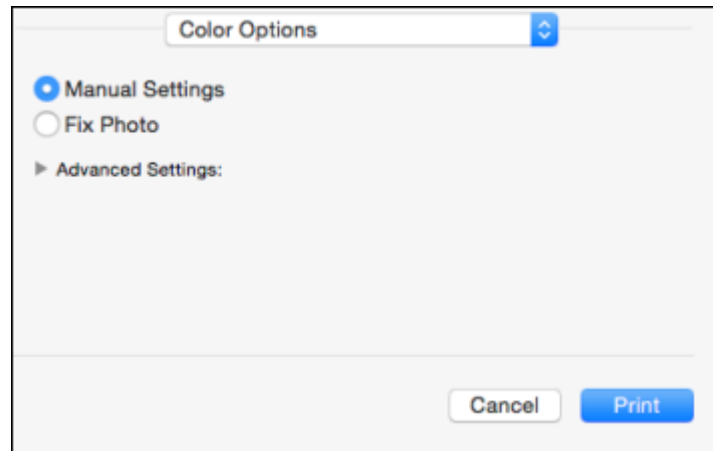 Color Options
Manual Settings
Fix Photo
Advanced Settings:
Cancel Print